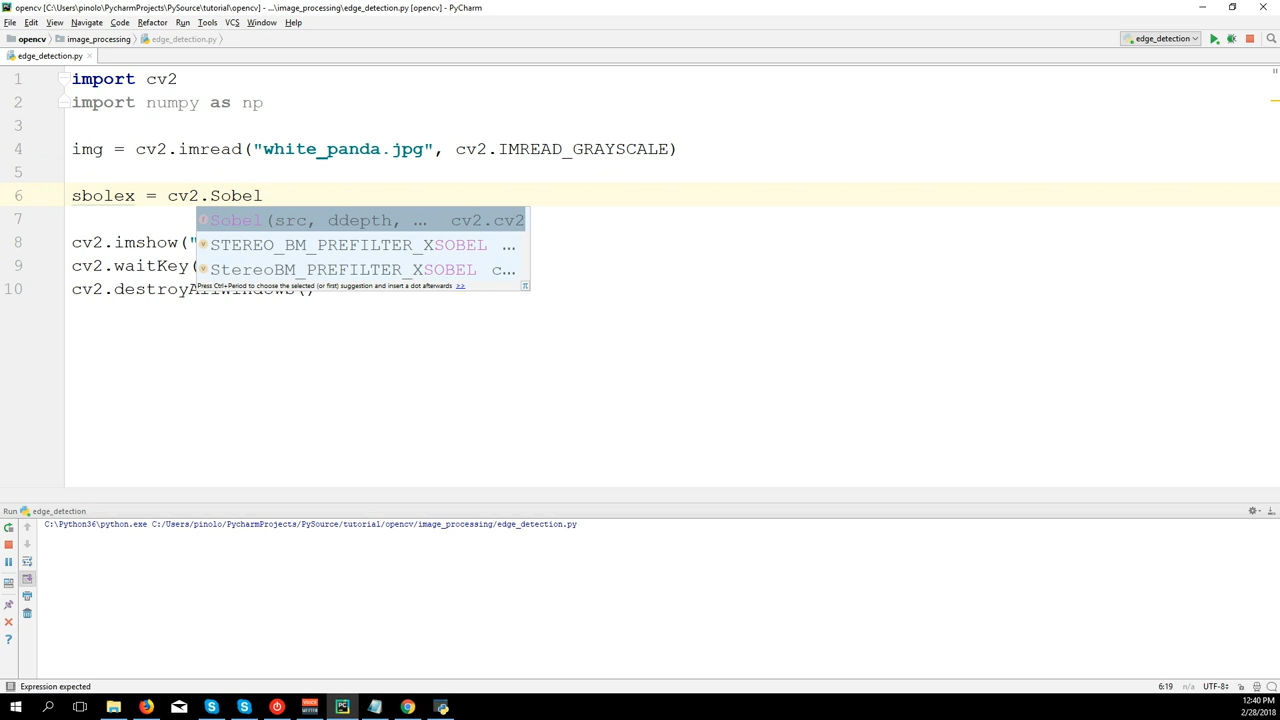 opencv [C:\Users\pinolo\PycharmProjects\PySource\tutorial\opencv] - ...\image_processing\edge_detection.py [opencv] - PyCharm
File Edit View Navigate Code Refactor Run Tools VCS Window Help
opencv image_processing edge_detection.py edge_detection
edge_detection.py
1 import cv2
2 import numpy as np
3
4 img = cv2.imread("white_panda.jpg", cv2.IMREAD_GRAYSCALE)
5
6 sbolex = cv2.Sobel
7 Sobel(src, ddepth, ... cv2.cv2
8 cv2.imshow(" STEREO_BM_PREFILTER_XSOBEL ...
9 cv2.waitKey( StereoBM_PREFILTER_XSOBEL c...
Press Ctrl+Period to choose the selected (or first) suggestion and insert a dot afterwards >> π
10 cv2.destroyAllWindows()
Run edge_detection
C:\Python36\python.exe C:/Users/pinolo/PycharmProjects/PySource/tutorial/opencv/image_processing/edge_detection.py
Expression expected 6:19 n/a UTF-8
12:40 PM
2/28/2018